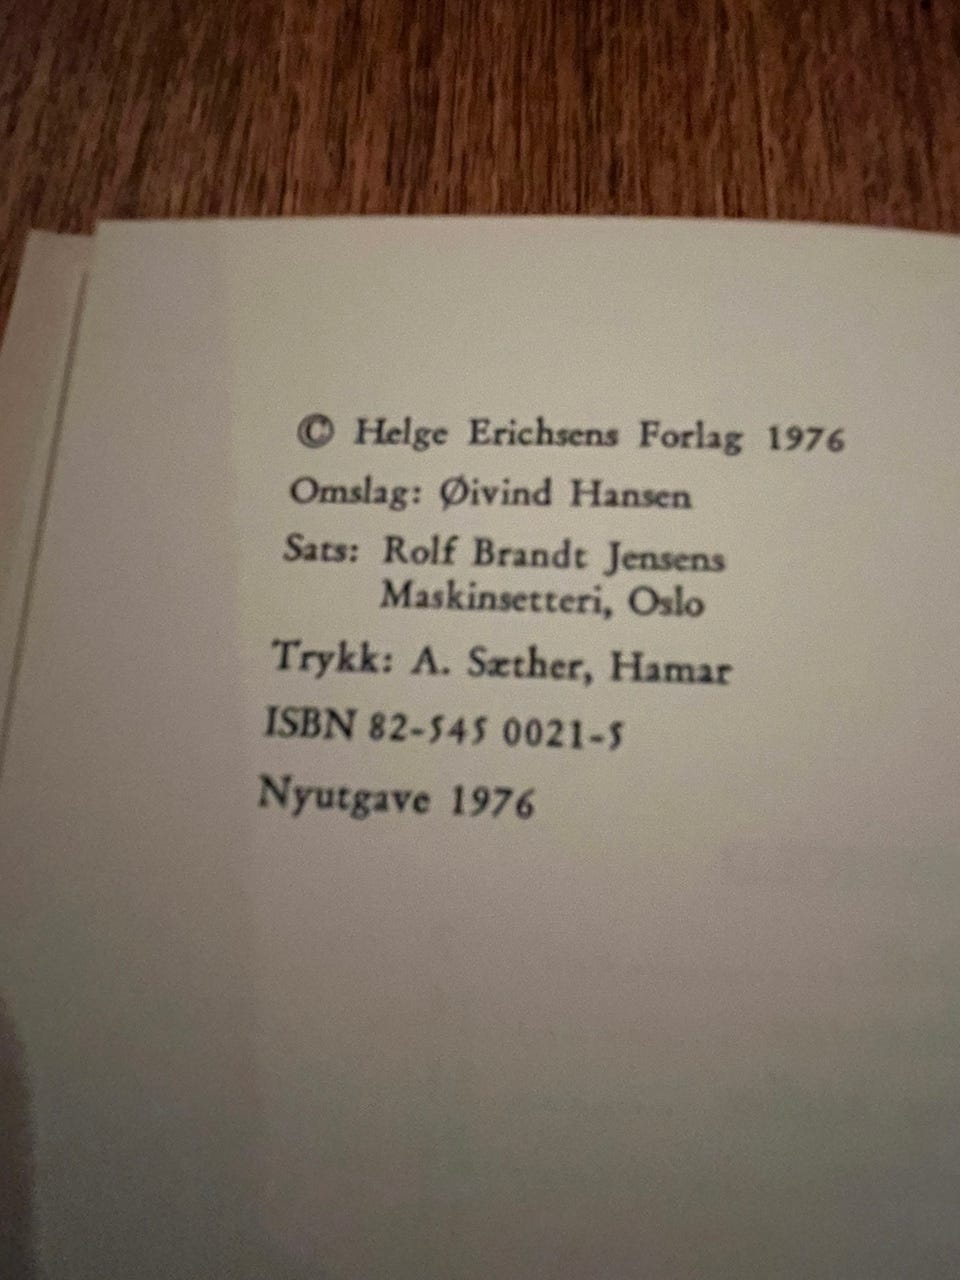 © Helge Erichsens Forlag 1976
Omslag: Øivind Hansen
Sats: Rolf Brandt Jensens
Maskinsetteri, Oslo
Trykk: A. Sæther, Hamar
ISBN 82-545 0021-5
Nyutgave 1976